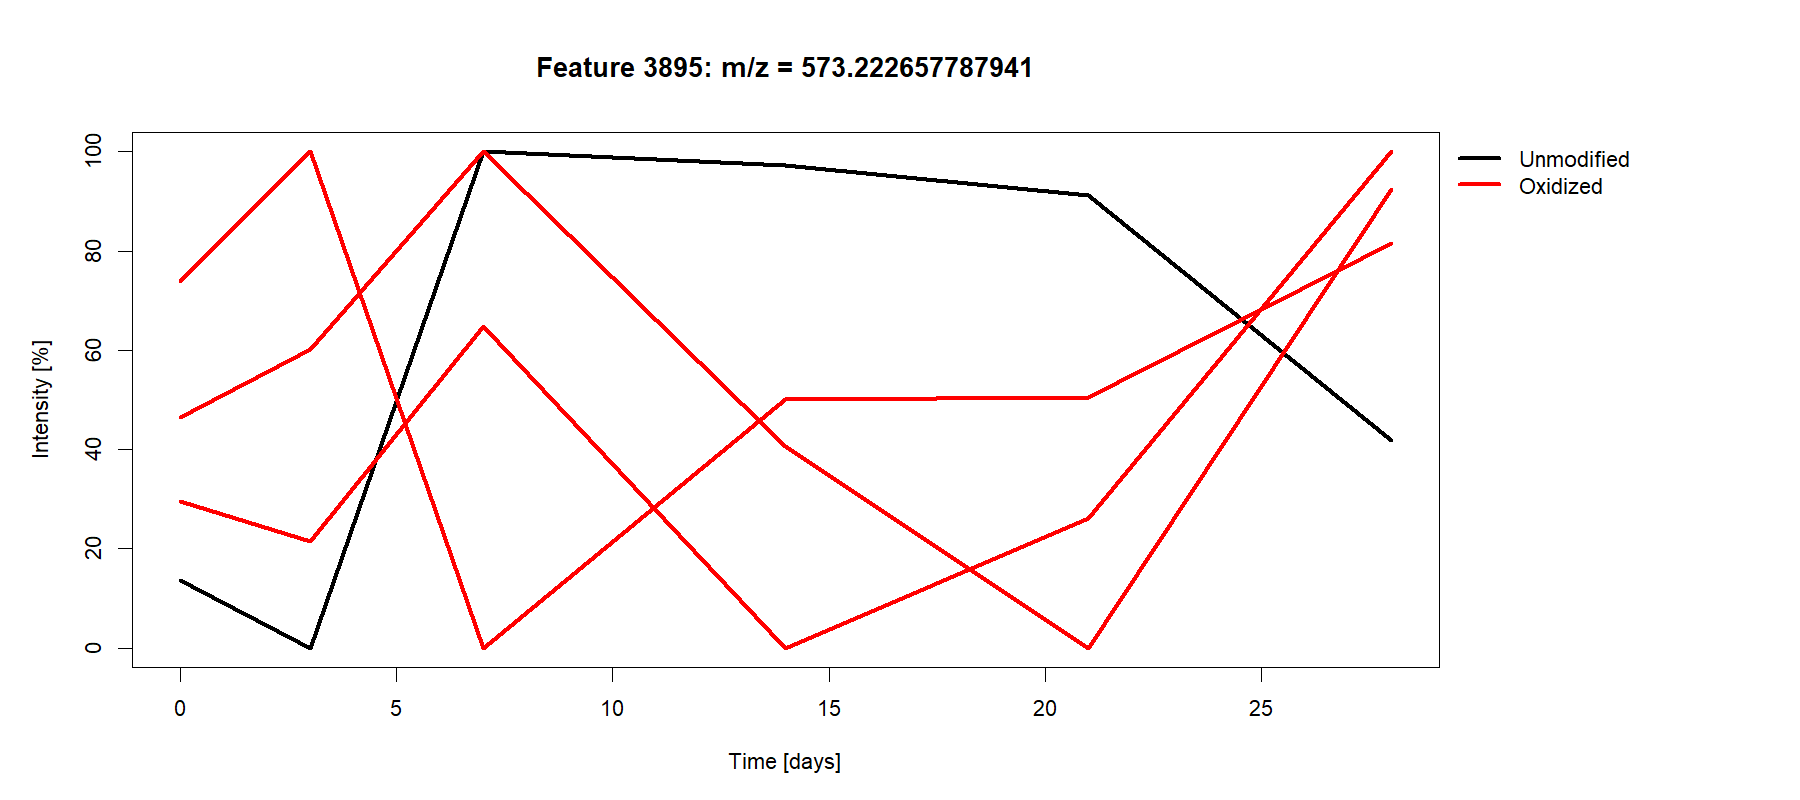 Feature 3895: m/z = 573.222657787941
Unmodified
Oxidized
Intensity [%]
100
80
60
40
20
0
0 5 10 15 20 25
Time [days]